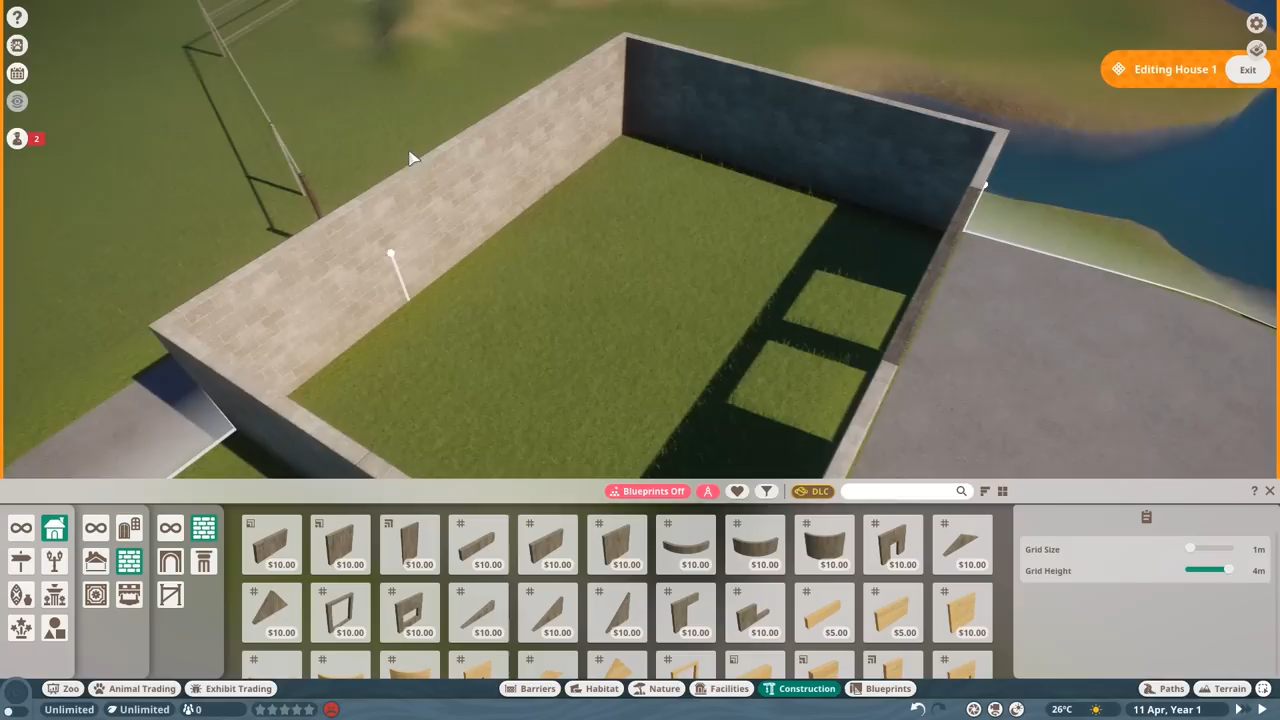 ?
Editing House 1
Exit
2
Blueprints Off
DLC
?
$10.00 $10.00 $10.00 $10.00 $10.00 $10.00 $10.00 $10.00 $10.00 $10.00 $10.00
$10.00 $10.00 $10.00 $10.00 $10.00 $10.00 $10.00 $10.00 $5.00 $5.00 $10.00
Grid Size 1m
Grid Height 4m
Zoo Animal Trading Exhibit Trading Barriers Habitat Nature Facilities Construction Blueprints Paths Terrain
Unlimited Unlimited 0 26°C 11 Apr, Year 1